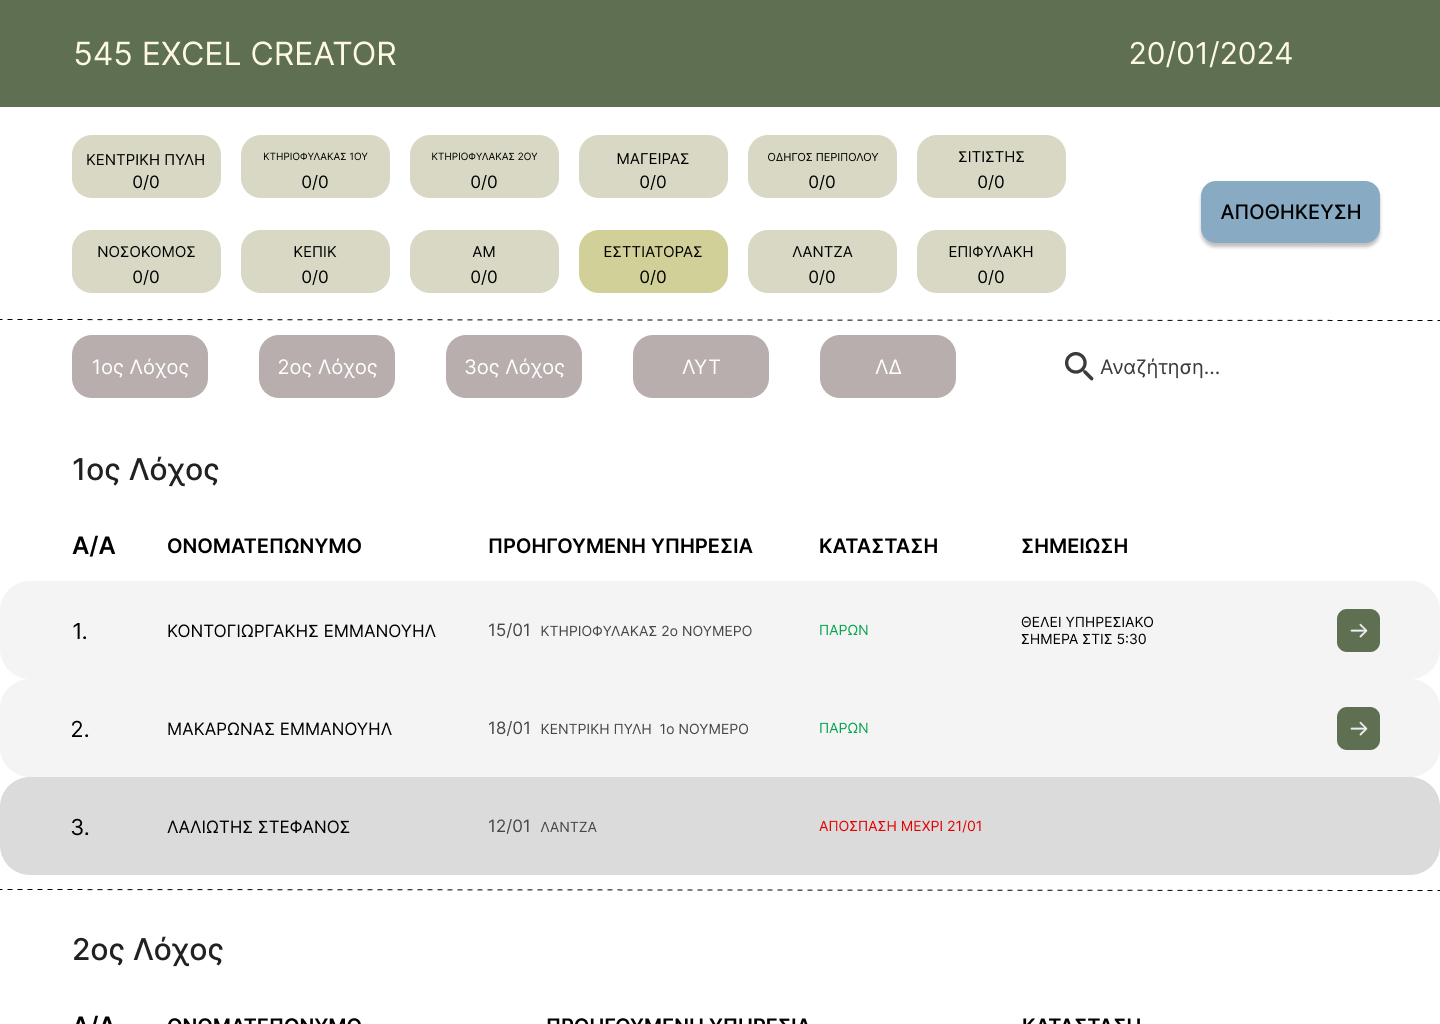 545 EXCEL CREATOR
20/01/2024
ΚΕΝΤΡΙΚΗ ΠΥΛΗ
0/0
ΚΤΗΡΙΟΦΥΛΑΚΑΣ 1ΟΥ
0/0
ΚΤΗΡΙΟΦΥΛΑΚΑΣ 2ΟΥ
0/0
ΜΑΓΕΙΡΑΣ
0/0
ΟΔΗΓΟΣ ΠΕΡΙΠΟΛΟΥ
0/0
ΣΙΤΙΣΤΗΣ
0/0
ΑΠΟΘΗΚΕΥΣΗ
ΝΟΣΟΚΟΜΟΣ
0/0
ΚΕΠΙΚ
0/0
ΑΜ
0/0
ΕΣΤΤΙΑΤΟΡΑΣ
0/0
ΛΑΝΤΖΑ
0/0
ΕΠΙΦΥΛΑΚΗ
0/0
1ος Λόχος
2ος Λόχος
3ος Λόχος
ΛΥΤ
ΛΔ
Αναζήτηση...
1ος Λόχος
Α/Α ΟΝΟΜΑΤΕΠΩΝΥΜΟ ΠΡΟΗΓΟΥΜΕΝΗ ΥΠΗΡΕΣΙΑ ΚΑΤΑΣΤΑΣΗ ΣΗΜΕΙΩΣΗ
1. ΚΟΝΤΟΓΙΩΡΓΑΚΗΣ ΕΜΜΑΝΟΥΗΛ 15/01 ΚΤΗΡΙΟΦΥΛΑΚΑΣ 2ο ΝΟΥΜΕΡΟ ΠΑΡΩΝ
ΘΕΛΕΙ ΥΠΗΡΕΣΙΑΚΟ
ΣΗΜΕΡΑ ΣΤΙΣ 5:30
2. ΜΑΚΑΡΩΝΑΣ ΕΜΜΑΝΟΥΗΛ 18/01 ΚΕΝΤΡΙΚΗ ΠΥΛΗ 1ο ΝΟΥΜΕΡΟ ΠΑΡΩΝ
3. ΛΑΛΙΩΤΗΣ ΣΤΕΦΑΝΟΣ 12/01 ΛΑΝΤΖΑ ΑΠΟΣΠΑΣΗ ΜΕΧΡΙ 21/01
2ος Λόχος
Α/Α ΟΝΟΜΑΤΕΠΩΝΥΜΟ ΠΡΟΗΓΟΥΜΕΝΗ ΥΠΗΡΕΣΙΑ ΚΑΤΑΣΤΑΣΗ